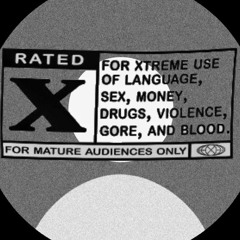 RATED
X
FOR XTREME USE
OF LANGUAGE,
SEX, MONEY,
DRUGS, VIOLENCE,
GORE, AND BLOOD.
FOR MATURE AUDIENCES ONLY